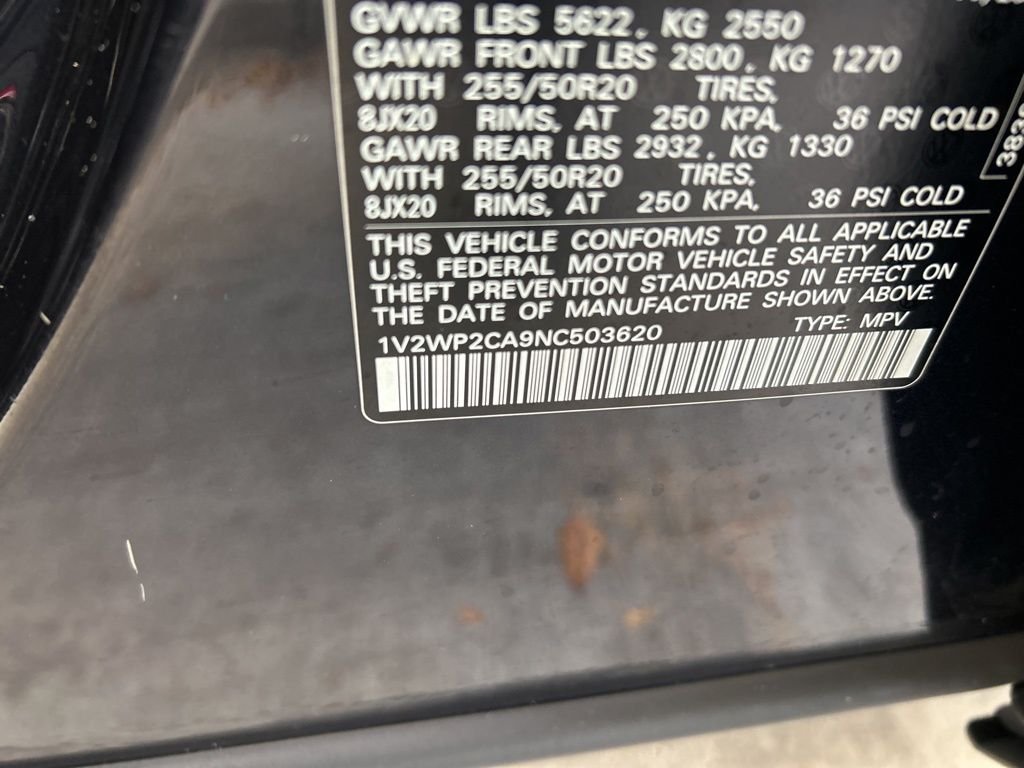 GVWR LBS 5622, KG 2550
GAWR FRONT LBS 2800, KG 1270
WITH 255/50R20 TIRES,
8JX20 RIMS, AT 250 KPA, 36 PSI COLD
GAWR REAR LBS 2932, KG 1330
WITH 255/50R20 TIRES,
8JX20 RIMS, AT 250 KPA, 36 PSI COLD
THIS VEHICLE CONFORMS TO ALL APPLICABLE
U.S. FEDERAL MOTOR VEHICLE SAFETY AND
THEFT PREVENTION STANDARDS IN EFFECT ON
THE DATE OF MANUFACTURE SHOWN ABOVE.
1V2WP2CA9NC503620 TYPE: MPV